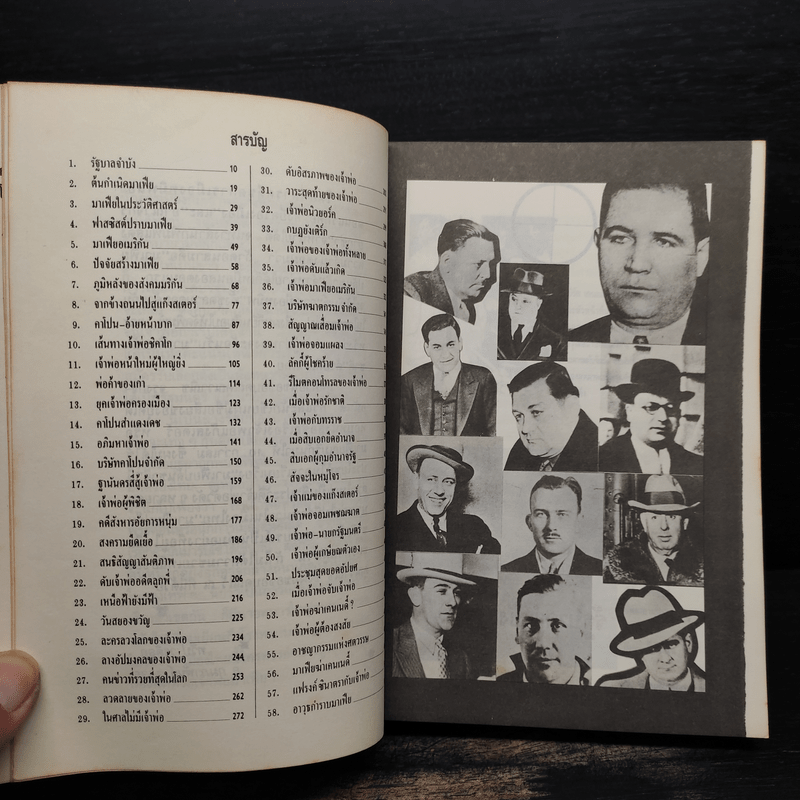 สารบัญ
1. รัฐบาลจำบัง 10
2. ต้นกำเนิดมาเฟีย 19
3. มาเฟียในประวัติศาสตร์ 29
4. ฟาสซิสต์ปราบมาเฟีย 39
5. มาเฟียอเมริกัน 49
6. ปัจจัยสร้างมาเฟีย 58
7. ภูมิหลังของสังคมมริกัน 68
8. จากข้างถนนไปสู่แก๊งสเตอร์ 77
9. คาโปน-อ้ายหน้าบาก 87
10. เส้นทางเจ้าพ่อชิคาโก 96
11. เจ้าพ่อหน้าใหม่ผู้ใหญ่ยิ่ง 105
12. พ่อค้าของเก่า 114
13. ยุคเจ้าพ่อครองเมือง 123
14. คาโปนสำแดงเดช 132
15. อภิมหาเจ้าพ่อ 141
16. บริษัทคาโปนจำกัด 150
17. ฐานันดรสี่สู้เจ้าพ่อ 159
18. เจ้าพ่อผู้พิชิต 168
19. คดีสังหารอัยการหนุ่ม 177
20. สงครามยืดเยื้อ 186
21. สนธิสัญญาสันติภาพ 196
22. ดับเจ้าพ่ออดีตลูกพี่ 206
23. เหนือฟ้ายังมีฟ้า 216
24. วันสยองขวัญ 225
25. ละครลวงโลกของเจ้าพ่อ 234
26. ลางอัปมงคลของเจ้าพ่อ 244
27. คนข่าวที่รวยที่สุดในโลก 253
28. ลวดลายของเจ้าพ่อ 262
29. ในศาลไม่มีเจ้าพ่อ 272
30. ดับอิสรภาพของเจ้าพ่อ
31. วาระสุดท้ายของเจ้าพ่อ
32. เจ้าพ่อนิวยอร์ค
33. กบฏยังเติร์ก
34. เจ้าพ่อของเจ้าพ่อทั้งหลาย
35. เจ้าพ่อดับแล้วเกิด
36. เจ้าพ่อมาเฟียอเมริกัน
37. บริษัทฆาตกรรม จำกัด
38. สัญญาณเสื่อมเจ้าพ่อ
39. เจ้าพ่อจอมแผลง
40. ลัคกี้ผู้โชคร้าย
41. รีโมตคอนโทรลของเจ้าพ่อ
42. เมื่อเจ้าพ่อรักชาติ
43. เจ้าพ่อกับทรราช
44. เมื่อสิบเอกยึดอำนาจ
45. สิบเอกผู้กุมอำนาจรัฐ
46. สัจจะในหมู่โจร
47. เจ้าแม่ของแก๊งสเตอร์
48. เจ้าพ่อจอมเพชฌฆาต
49. เจ้าพ่อ-นายกรัฐมนตรี
50. เจ้าพ่อผู้เกษียณตัวเอง
51. ประชุมสุดยอดอัปยศ
52. เมื่อเจ้าพ่อจับเจ้าพ่อ
53. เจ้าพ่อฆ่าเคนเนดี้ ?
54. เจ้าพ่อผู้ต้องสงสัย
55. อาชญากรรมแห่งศตวรรษ
56. มาเฟียฆ่าเคนเนดี้
57. แฟรงค์ ซินาตรากับเจ้าพ่อ
58. อาวุธกำราบมาเฟีย